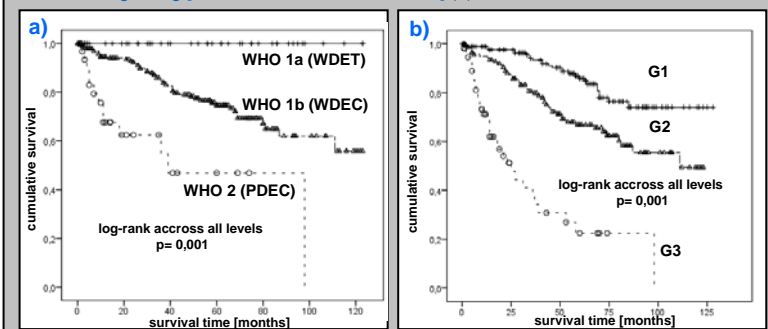 a)
WHO 1a (WDET)
WHO 1b (WDEC)
WHO 2 (PDEC)
log-rank accross all levels
p= 0,001
cumulative survival
1,0
0,8
0,6
0,4
0,2
0,0
0
20
40
60
80
100
120
survival time [months]
b)
G1
G2
log-rank accross all levels
p= 0,001
G3
cumulative survival
1,0
0,8
0,6
0,4
0,2
0,0
0
25
50
75
100
125
survival time [months]